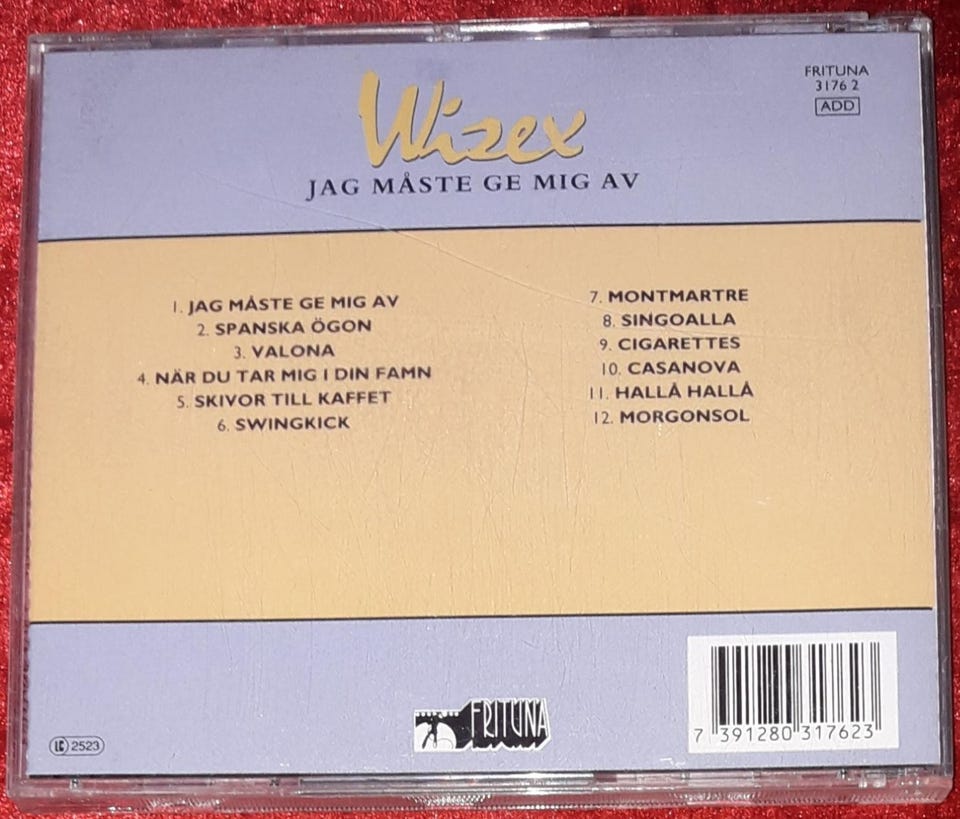 Wizex
JAG MÅSTE GE MIG AV
FRITUNA
3176 2
ADD
1. JAG MÅSTE GE MIG AV
2. SPANSKA ÖGON
3. VALONA
4. NÄR DU TAR MIG I DIN FAMN
5. SKIVOR TILL KAFFET
6. SWINGKICK
7. MONTMARTRE
8. SINGOALLA
9. CIGARETTES
10. CASANOVA
11. HALLÅ HALLÅ
12. MORGONSOL
LC 2523
FRITUNA
7 391280 317623